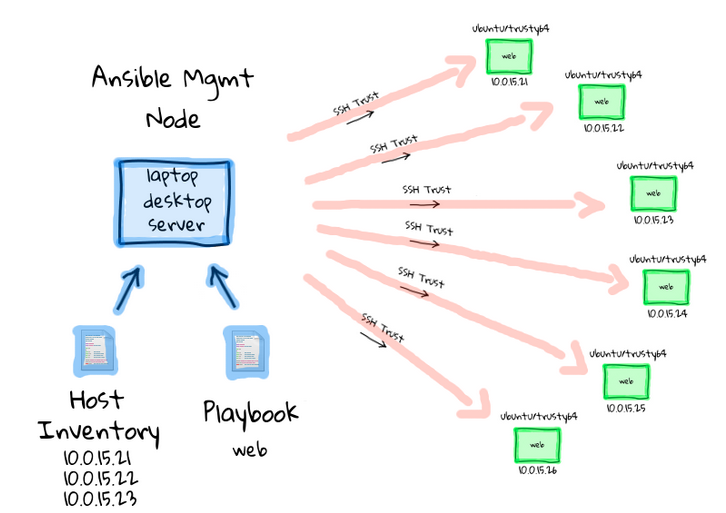 Ansible Mgmt
Node
laptop
desktop
server
Host
Inventory
10.0.15.21
10.0.15.22
10.0.15.23
Playbook
web
SSH Trust
SSH Trust
SSH Trust
SSH Trust
SSH Trust
SSH Trust
ubuntu/trusty64
web
10.0.15.21
ubuntu/trusty64
web
10.0.15.22
ubuntu/trusty64
web
10.0.15.23
ubuntu/trusty64
web
10.0.15.24
ubuntu/trusty64
web
10.0.15.25
ubuntu/trusty64
web
10.0.15.26